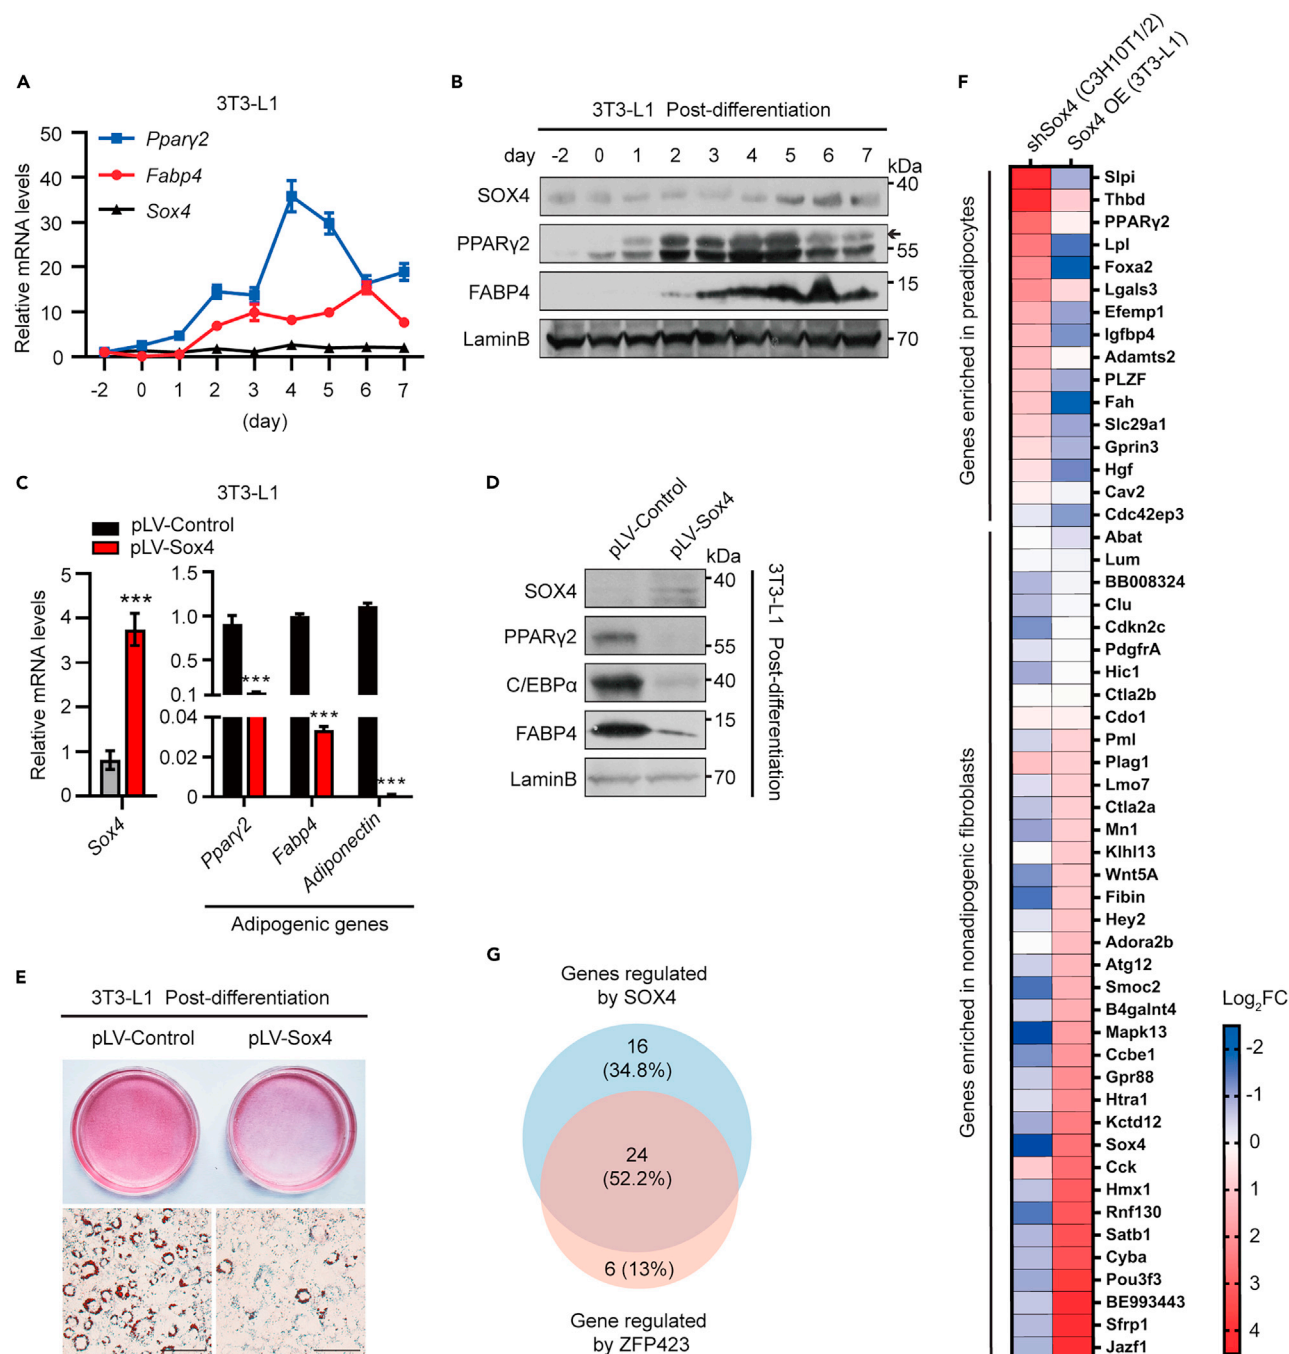 A
3T3-L1
Relative mRNA levels
50
40
30
20
10
0
Pparγ2
Fabp4
Sox4
-2 0 1 2 3 4 5 6 7
(day)
B
3T3-L1 Post-differentiation
day -2 0 1 2 3 4 5 6 7
kDa
SOX4
40
PPARγ2
55
FABP4
15
LaminB
70
C
3T3-L1
pLV-Control
pLV-Sox4
Relative mRNA levels
5
4
3
2
1
0
***
Sox4
1.5
1.0
0.5
0.1
0.04
0.02
0
***
***
***
Pparγ2
Fabp4
Adiponectin
Adipogenic genes
D
pLV-Control
pLV-Sox4
kDa
SOX4
40
PPARγ2
55
C/EBPα
40
FABP4
15
LaminB
70
3T3-L1 Post-differentiation
E
3T3-L1 Post-differentiation
pLV-Control pLV-Sox4
G
Genes regulated
by SOX4
16
(34.8%)
24
(52.2%)
6 (13%)
Gene regulated
by ZFP423
F
shSox4 (C3H10T1/2)
Sox4 OE (3T3-L1)
Genes enriched in preadipocytes
Slpi
Thbd
PPARγ2
Lpl
Foxa2
Lgals3
Efemp1
Igfbp4
Adamts2
PLZF
Fah
Slc29a1
Gprin3
Hgf
Cav2
Cdc42ep3
Genes enriched in nonadipogenic fibroblasts
Abat
Lum
BB008324
Clu
Cdkn2c
PdgfrA
Hic1
Ctla2b
Cdo1
Pml
Plag1
Lmo7
Ctla2a
Mn1
Klhl13
Wnt5A
Fibin
Hey2
Adora2b
Atg12
Smoc2
B4galnt4
Mapk13
Ccbe1
Gpr88
Htra1
Kctd12
Sox4
Cck
Hmx1
Rnf130
Satb1
Cyba
Pou3f3
BE993443
Sfrp1
Jazf1
Log₂FC
-2
-1
0
1
2
3
4